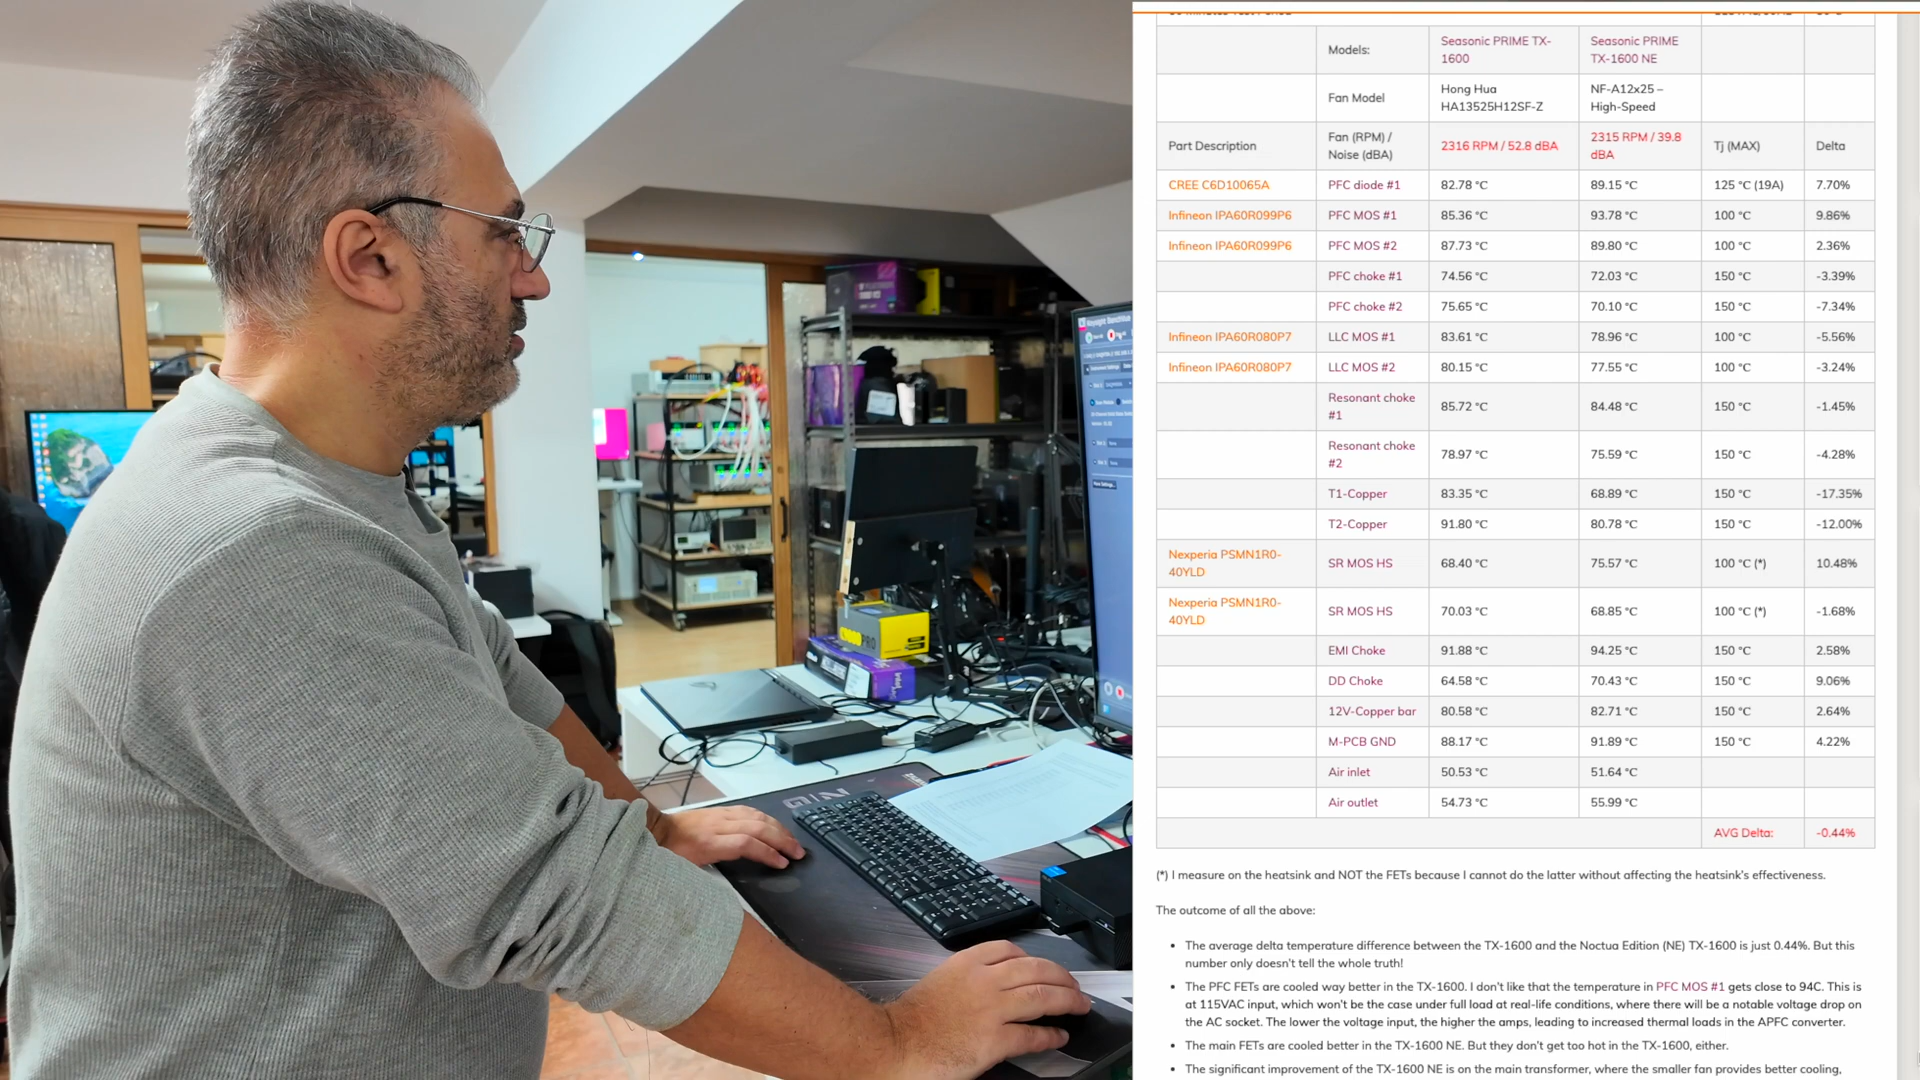 Models:
Seasonic PRIME TX-
1600
Seasonic PRIME
TX-1600 NE
Fan Model
Hong Hua
HA13525H12SF-Z
NF-A12x25 –
High-Speed
Part Description
Fan (RPM) /
Noise (dBA)
2316 RPM / 52.8 dBA
2315 RPM / 39.8
dBA
Tj (MAX)
Delta
CREE C6D10065A PFC diode #1 82.78 °C 89.15 °C 125 °C (19A) 7.70%
Infineon IPA60R099P6 PFC MOS #1 85.36 °C 93.78 °C 100 °C 9.86%
Infineon IPA60R099P6 PFC MOS #2 87.73 °C 89.80 °C 100 °C 2.36%
PFC choke #1 74.56 °C 72.03 °C 150 °C -3.39%
PFC choke #2 75.65 °C 70.10 °C 150 °C -7.34%
Infineon IPA60R080P7 LLC MOS #1 83.61 °C 78.96 °C 100 °C -5.56%
Infineon IPA60R080P7 LLC MOS #2 80.15 °C 77.55 °C 100 °C -3.24%
Resonant choke
#1
85.72 °C 84.48 °C 150 °C -1.45%
Resonant choke
#2
78.97 °C 75.59 °C 150 °C -4.28%
T1-Copper 83.35 °C 68.89 °C 150 °C -17.35%
T2-Copper 91.80 °C 80.78 °C 150 °C -12.00%
Nexperia PSMN1R0-
40YLD
SR MOS HS 68.40 °C 75.57 °C 100 °C (*) 10.48%
Nexperia PSMN1R0-
40YLD
SR MOS HS 70.03 °C 68.85 °C 100 °C (*) -1.68%
EMI Choke 91.88 °C 94.25 °C 150 °C 2.58%
DD Choke 64.58 °C 70.43 °C 150 °C 9.06%
12V-Copper bar 80.58 °C 82.71 °C 150 °C 2.64%
M-PCB GND 88.17 °C 91.89 °C 150 °C 4.22%
Air inlet 50.53 °C 51.64 °C
Air outlet 54.73 °C 55.99 °C
AVG Delta: -0.44%
(*) I measure on the heatsink and NOT the FETs because I cannot do the latter without affecting the heatsink's effectiveness.
The outcome of all the above:
• The average delta temperature difference between the TX-1600 and the Noctua Edition (NE) TX-1600 is just 0.44%. But this
number only doesn't tell the whole truth!
• The PFC FETs are cooled way better in the TX-1600. I don't like that the temperature in PFC MOS #1 gets close to 94C. This is
at 115VAC input, which won't be the case under full load at real-life conditions, where there will be a notable voltage drop on
the AC socket. The lower the voltage input, the higher the amps, leading to increased thermal loads in the APFC converter.
• The main FETs are cooled better in the TX-1600 NE. But they don't get too hot in the TX-1600, either.
• The significant improvement of the TX-1600 NE is on the main transformer, where the smaller fan provides better cooling,